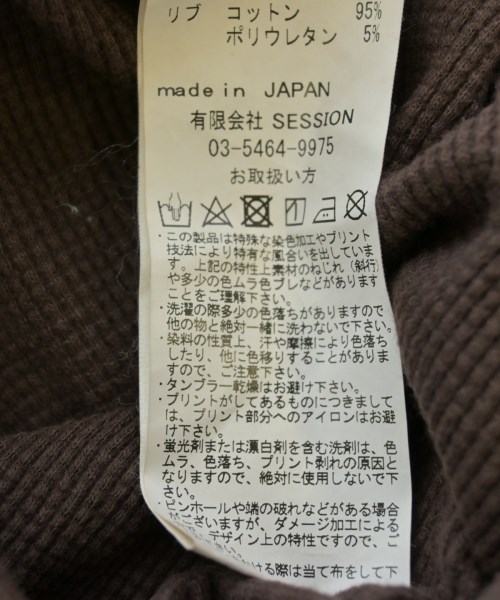 リブ コットン 95%
ポリウレタン 5%
made in JAPAN
有限会社 SESSION
03-5464-9975
お取扱い方
・この製品は特殊な染色加工やプリント
技法により特有な風合いを出していま
す。上記の特性上素材のねじれ(斜行)
や多少の色ムラ色ブレなどがあります
ことをご理解下さい。
・洗濯の際多少の色落ちがありますので
他の物と絶対一緒に洗わないで下さい。
・染料の性質上、汗や摩擦により色落ち
したり、他に色移りすることがありま
すので、ご注意下さい。
・タンブラー乾燥はお避け下さい。
・プリントがしてあるものにつきまして
は、プリント部分へのアイロンはお避
け下さい。
・蛍光剤または漂白剤を含む洗剤は、色
ムラ、色落ち、プリント剥れの原因と
なりますので、絶対に使用しないで下
さい。
・ピンホールや端の破れなどがある場合
がございますが、ダメージ加工による
デザイン上の特性ですので、ご
ける際は当て布をして下